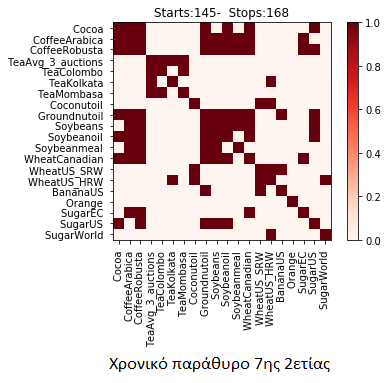 Starts:145-  Stops:168
Cocoa
CoffeeArabica
CoffeeRobusta
TeaAvg_3_auctions
TeaColombo
TeaKolkata
TeaMombasa
Coconutoil
Groundnutoil
Soybeans
Soybeanoil
Soybeanmeal
WheatCanadian
WheatUS_SRW
WheatUS_HRW
BananaUS
Orange
SugarEC
SugarUS
SugarWorld
1.0
0.8
0.6
0.4
0.2
0.0
Cocoa
CoffeeArabica
CoffeeRobusta
TeaAvg_3_auctions
TeaColombo
TeaKolkata
TeaMombasa
Coconutoil
Groundnutoil
Soybeans
Soybeanoil
Soybeanmeal
WheatCanadian
WheatUS_SRW
WheatUS_HRW
BananaUS
Orange
SugarEC
SugarUS
SugarWorld
Χρονικό παράθυρο 7ης 2ετίας